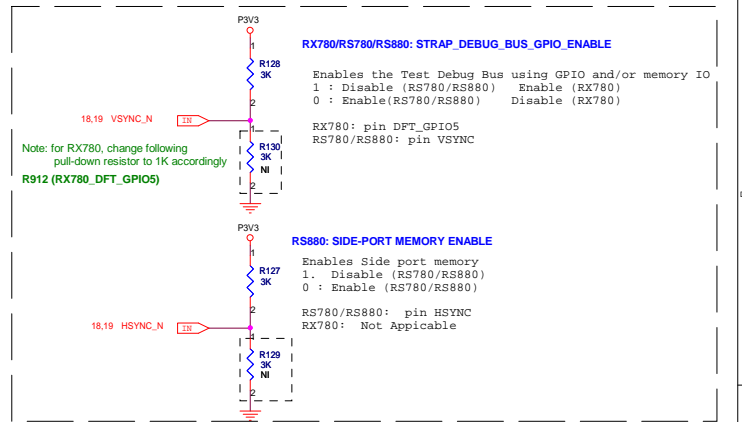 P3V3
RX780/RS780/RS880: STRAP_DEBUG_BUS_GPIO_ENABLE
1
R128
3K
Enables the Test Debug Bus using GPIO and/or memory IO
1 : Disable (RS780/RS880) Enable (RX780)
0 : Enable(RS780/RS880) Disable (RX780)
2
18,19 VSYNC_N IN
RX780: pin DFT_GPIO5
RS780/RS880: pin VSYNC
1
Note: for RX780, change following
pull-down resistor to 1K accordingly
R130
3K
NI
R912 (RX780_DFT_GPIO5)
2
P3V3
RS880: SIDE-PORT MEMORY ENABLE
1
R127
3K
Enables Side port memory
1. Disable (RS780/RS880)
0 : Enable (RS780/RS880)
2
RS780/RS880: pin HSYNC
RX780: Not Appicable
18,19 HSYNC_N IN
1
R129
3K
NI
2